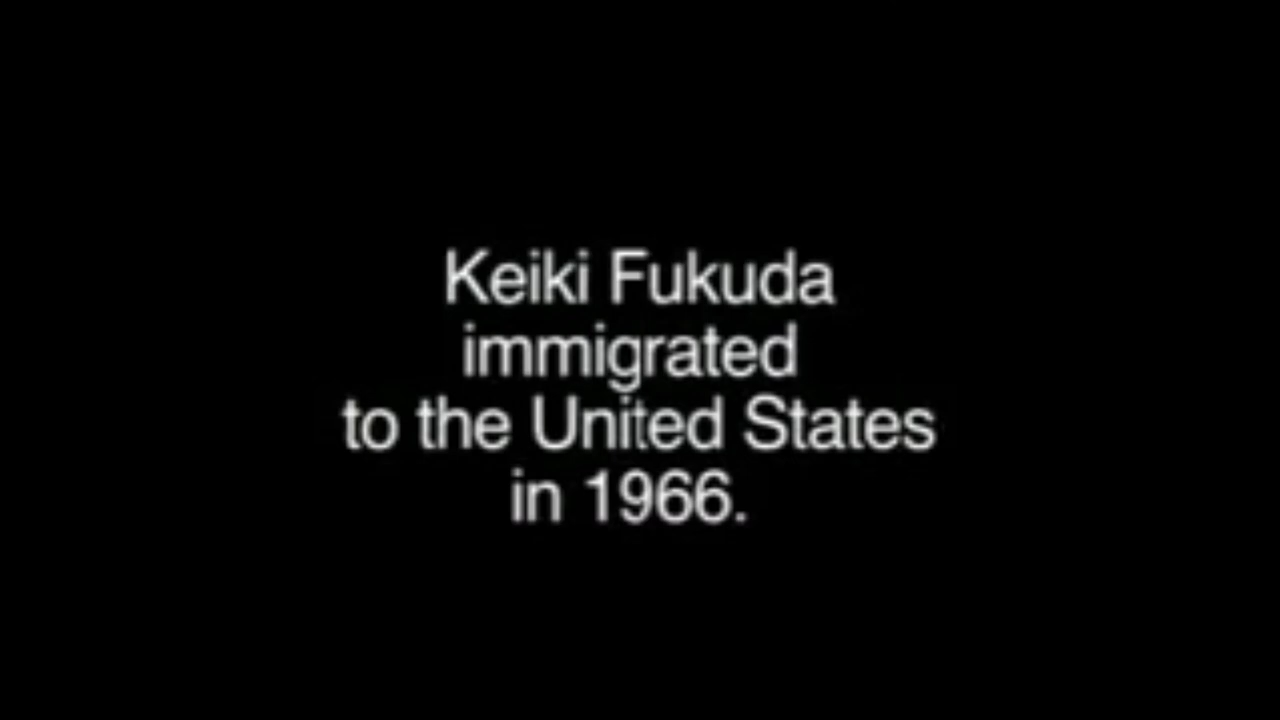 Keiki Fukuda
immigrated
to the United States
in 1966.